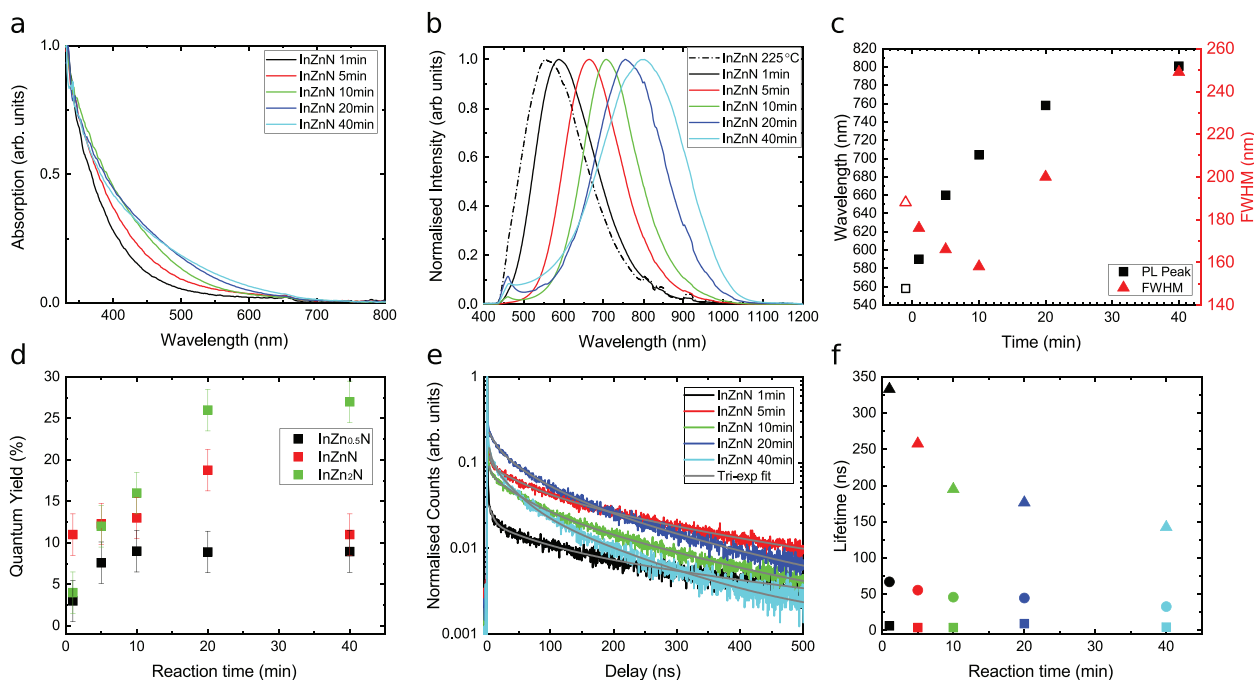 a
1.0
0.5
0.0
Absorption (arb. units)
InZnN 1min
InZnN 5min
InZnN 10min
InZnN 20min
InZnN 40min
400 500 600 700 800
Wavelength (nm)
b
1.0
0.8
0.6
0.4
0.2
0.0
Normalised Intensity (arb units)
InZnN 225°C
InZnN 1min
InZnN 5min
InZnN 10min
InZnN 20min
InZnN 40min
400 500 600 700 800 900 1000 1100 1200
Wavelength (nm)
c
820
800
780
760
740
720
700
680
660
640
620
600
580
560
540
Wavelength (nm)
260
240
220
200
180
160
140
FWHM (nm)
PL Peak
FWHM
0 10 20 30 40
Time (min)
d
30
25
20
15
10
5
0
Quantum Yield (%)
InZn0.5N
InZnN
InZn2N
0 10 20 30 40
Reaction time (min)
e
1
0.1
0.01
0.001
Normalised Counts (arb. units)
InZnN 1min
InZnN 5min
InZnN 10min
InZnN 20min
InZnN 40min
Tri-exp fit
0 100 200 300 400 500
Delay (ns)
f
350
300
250
200
150
100
50
0
Lifetime (ns)
0 10 20 30 40
Reaction time (min)